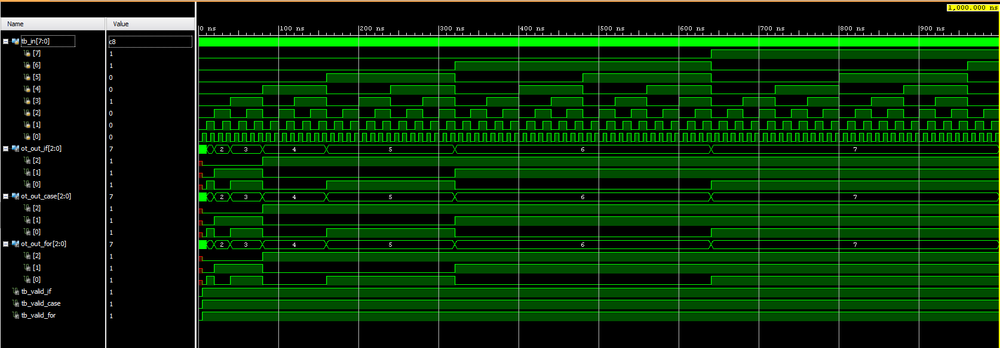 1,000.000 ns
Name Value
0 ns 100 ns 200 ns 300 ns 400 ns 500 ns 600 ns 700 ns 800 ns 900 ns
tb_in[7:0] c8
[7] 1
[6] 1
[5] 0
[4] 0
[3] 1
[2] 0
[1] 0
[0] 0
ot_out_if[2:0] 7 2 3 4 5 6 7
[2] 1
[1] 1
[0] 1
ot_out_case[2:0] 7 2 3 4 5 6 7
[2] 1
[1] 1
[0] 1
ot_out_for[2:0] 7 2 3 4 5 6 7
[2] 1
[1] 1
[0] 1
tb_valid_if 1
tb_valid_case 1
tb_valid_for 1